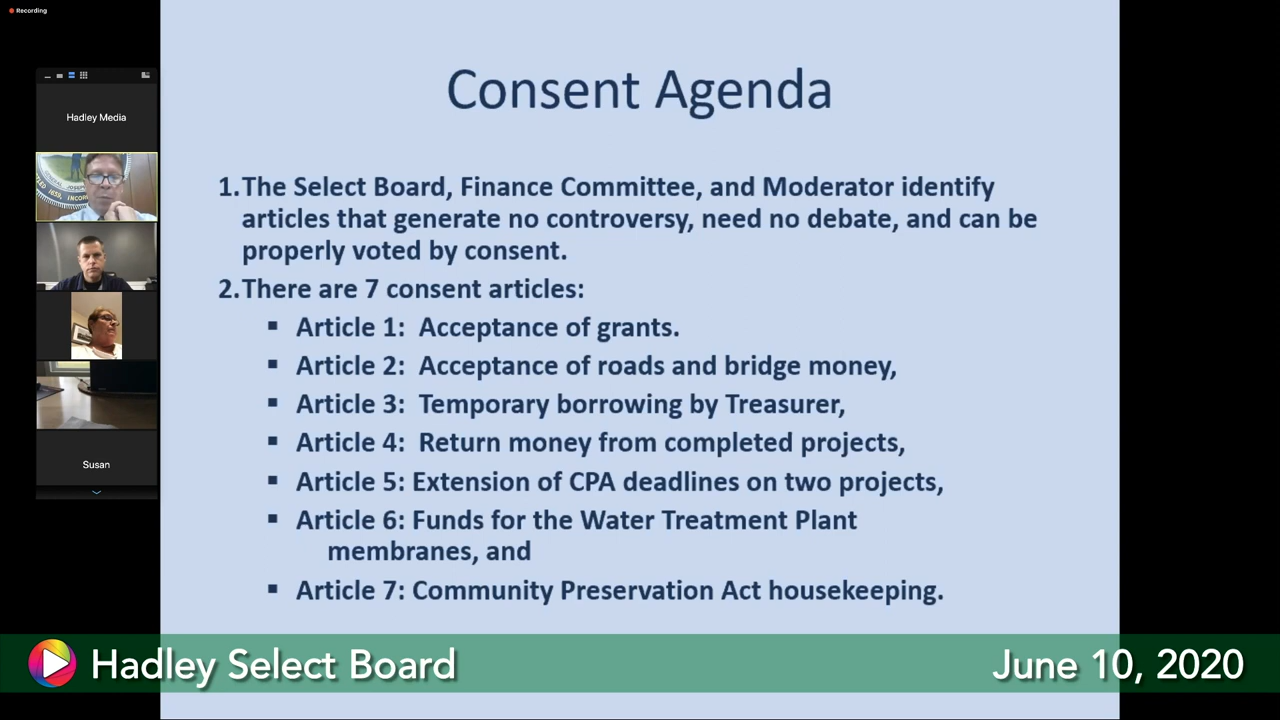 Recording
Hadley Media
Susan
Consent Agenda
1.The Select Board, Finance Committee, and Moderator identify
articles that generate no controversy, need no debate, and can be
properly voted by consent.
2.There are 7 consent articles:
▪ Article 1: Acceptance of grants.
▪ Article 2: Acceptance of roads and bridge money,
▪ Article 3: Temporary borrowing by Treasurer,
▪ Article 4: Return money from completed projects,
▪ Article 5: Extension of CPA deadlines on two projects,
▪ Article 6: Funds for the Water Treatment Plant
membranes, and
▪ Article 7: Community Preservation Act housekeeping.
Hadley Select Board
June 10, 2020